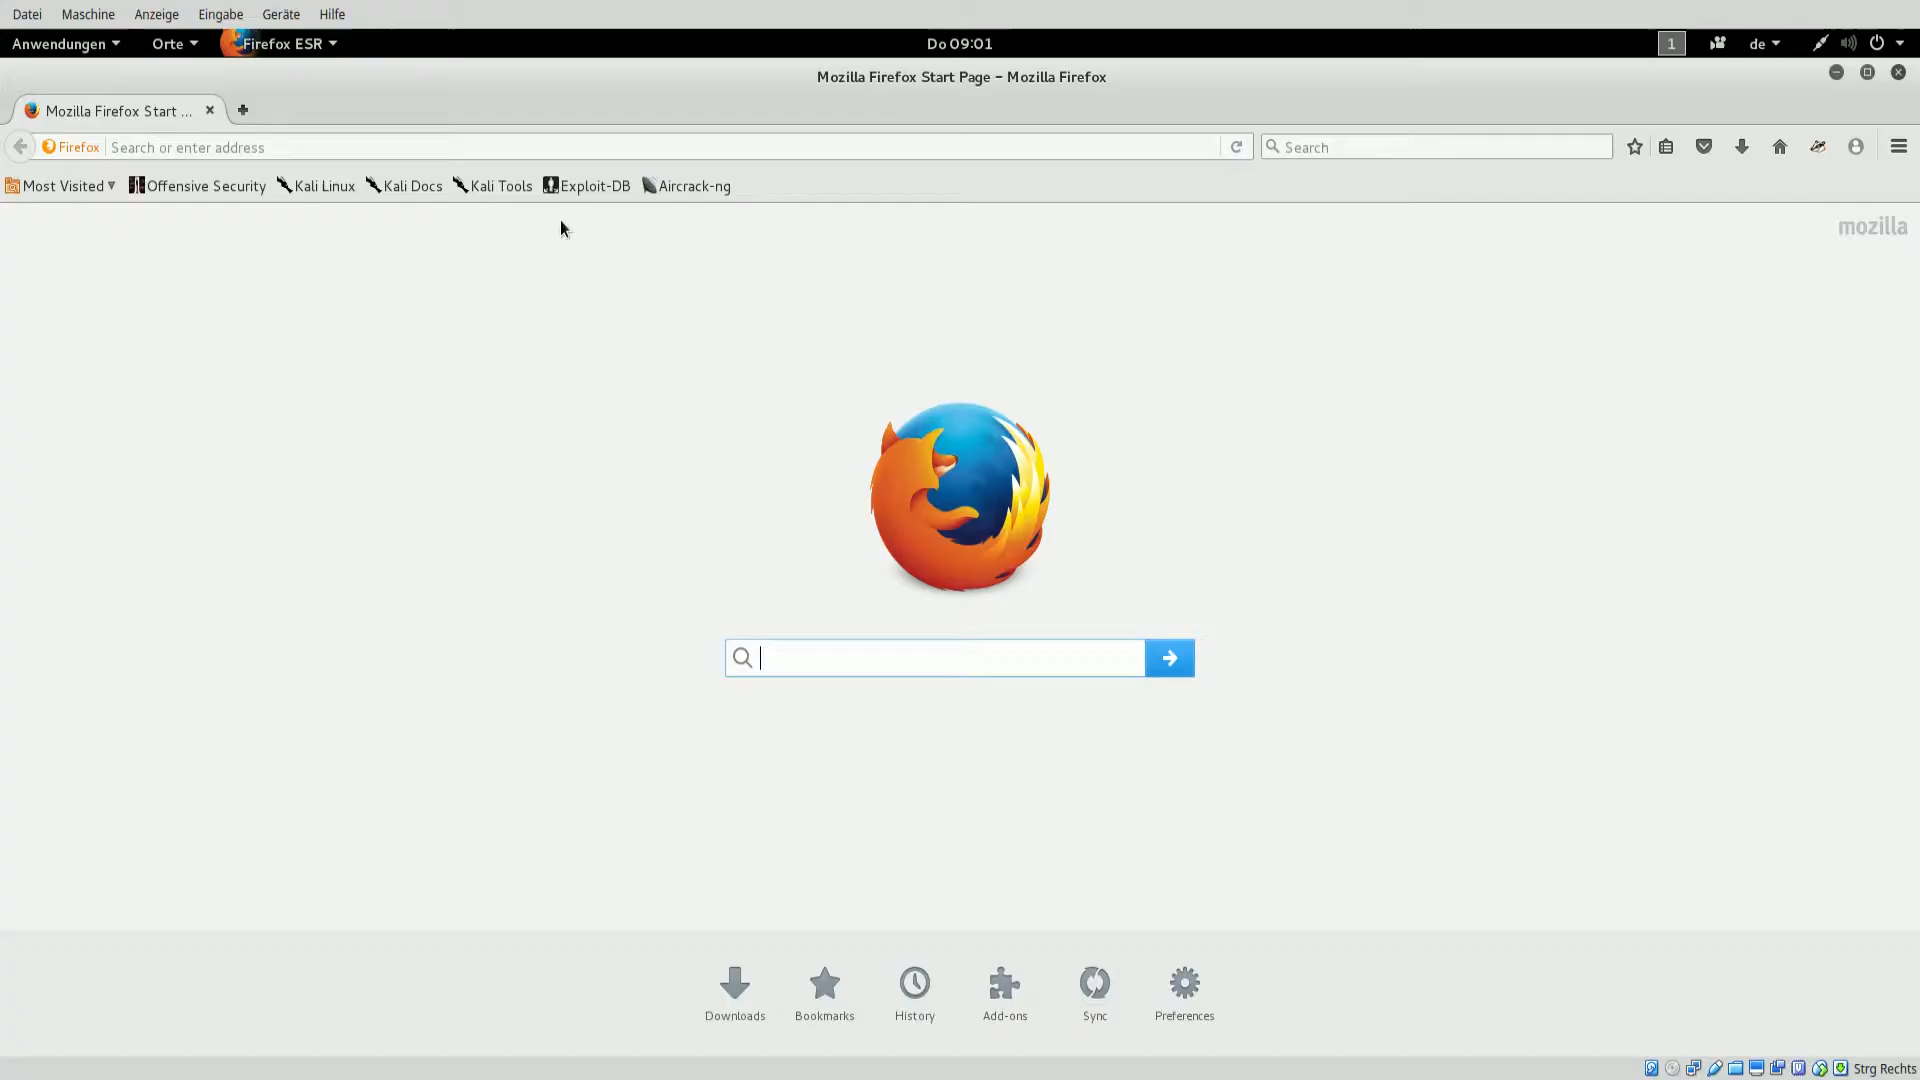 Datei Maschine Anzeige Eingabe Geräte Hilfe
Anwendungen Orte Firefox ESR Do 09:01 1 de
Mozilla Firefox Start Page – Mozilla Firefox
Mozilla Firefox Start ...
Firefox Search or enter address Search
Most Visited Offensive Security Kali Linux Kali Docs Kali Tools Exploit-DB Aircrack-ng
mozilla
Downloads Bookmarks History Add-ons Sync Preferences
Strg Rechts